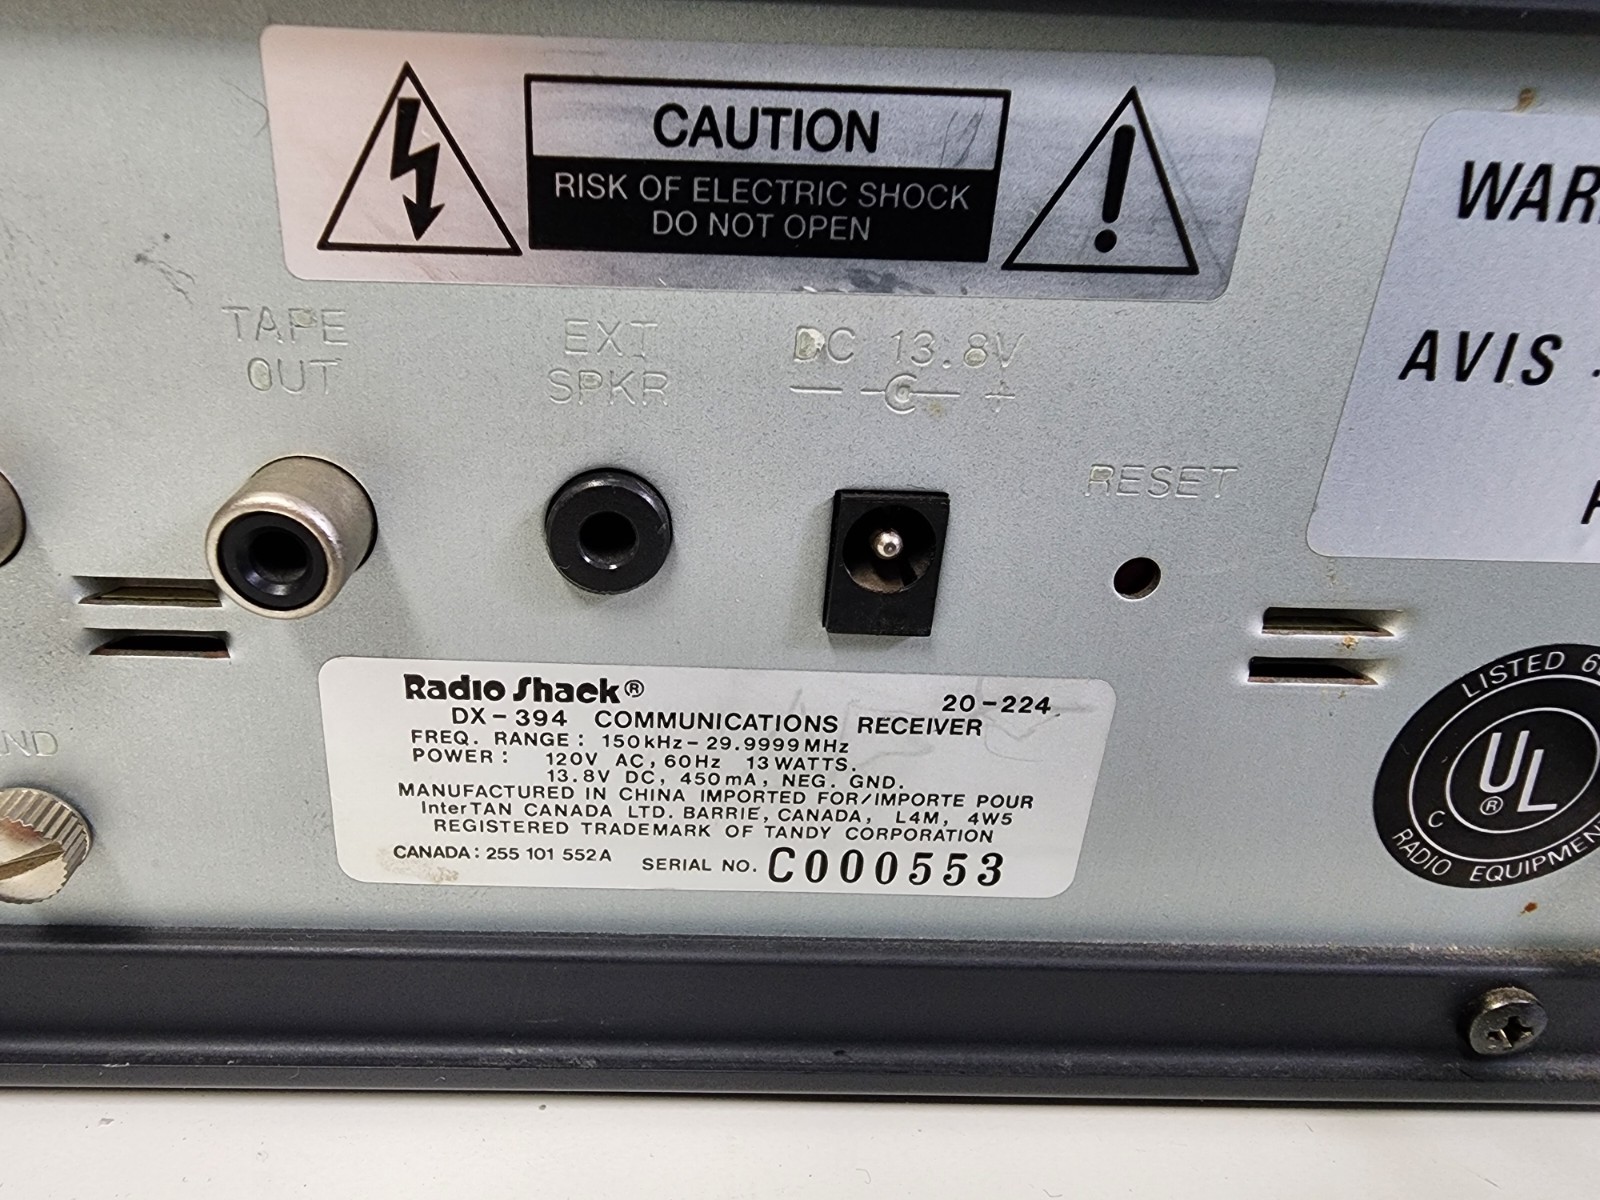 CAUTION
RISK OF ELECTRIC SHOCK
DO NOT OPEN
AVIS
TAPE
OUT
EXT
SPKR
DC 13.8V
RESET
Radio Shack®
20-224
DX-394 COMMUNICATIONS RECEIVER
FREQ. RANGE: 150kHz-29.9999MHz
POWER: 120V AC, 60Hz 13WATTS.
13.8V DC, 450mA, NEG. GND.
MANUFACTURED IN CHINA IMPORTED FOR/IMPORTE POUR
InterTAN CANADA LTD. BARRIE, CANADA, L4M, 4W5
REGISTERED TRADEMARK OF TANDY CORPORATION
CANADA: 255 101 552A
SERIAL NO. C000553
LISTED
UL®
C
RADIO EQUIPMENT